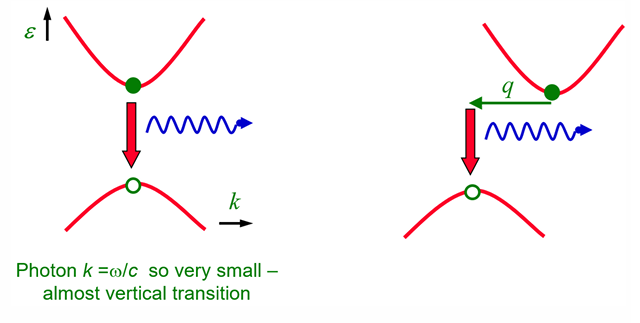 ε
q
k
Photon k =ω/c so very small –
almost vertical transition